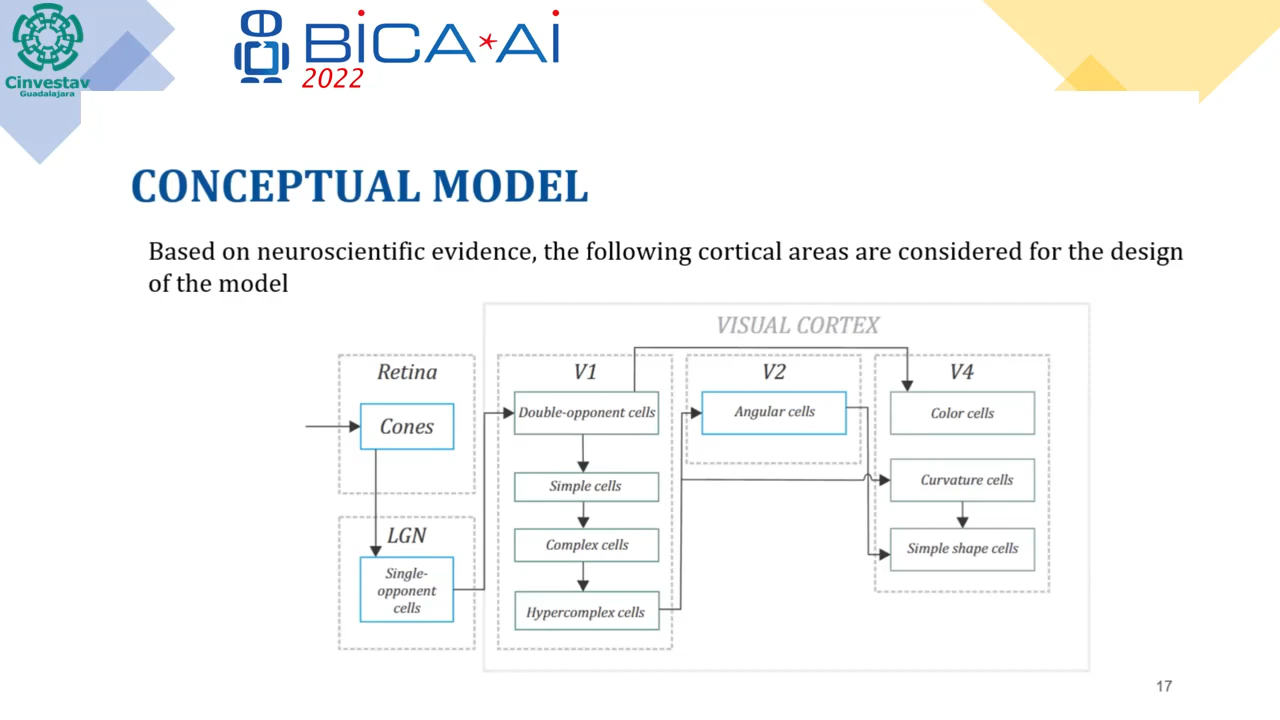 Cinvestav
Guadalajara
BiCA*Ai
2022
CONCEPTUAL MODEL
Based on neuroscientific evidence, the following cortical areas are considered for the design
of the model
VISUAL CORTEX
Retina
Cones
LGN
Single-
opponent
cells
V1
Double-opponent cells
Simple cells
Complex cells
Hypercomplex cells
V2
Angular cells
V4
Color cells
Curvature cells
Simple shape cells
17